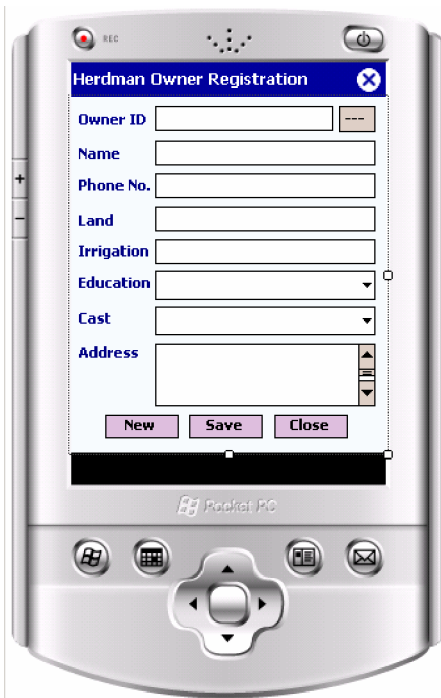 REC
Herdman Owner Registration
Owner ID
---
Name
Phone No.
Land
Irrigation
Education
Cast
Address
New Save Close
Pocket PC
+
−